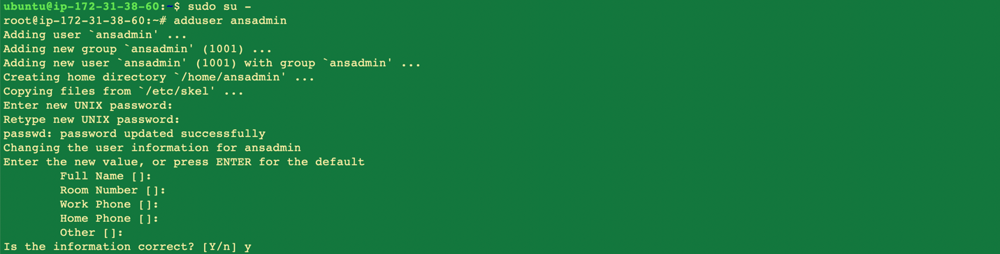 ubuntu@ip-172-31-38-60:~$ sudo su -
root@ip-172-31-38-60:~# adduser ansadmin
Adding user `ansadmin' ...
Adding new group `ansadmin' (1001) ...
Adding new user `ansadmin' (1001) with group `ansadmin' ...
Creating home directory `/home/ansadmin' ...
Copying files from `/etc/skel' ...
Enter new UNIX password:
Retype new UNIX password:
passwd: password updated successfully
Changing the user information for ansadmin
Enter the new value, or press ENTER for the default
        Full Name []:
        Room Number []:
        Work Phone []:
        Home Phone []:
        Other []:
Is the information correct? [Y/n] y